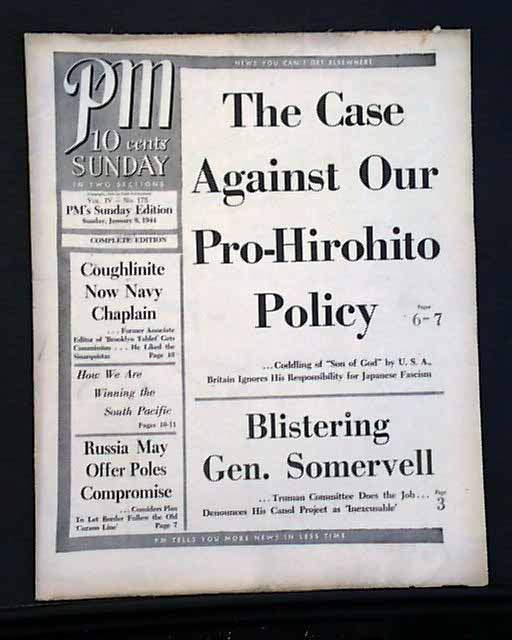 NEWS YOU CAN'T GET ELSEWHERE
PM
10 cents
SUNDAY
IN TWO SECTIONS
VOL. IV — No. 175
PM's Sunday Edition
Sunday, January 9, 1944
COMPLETE EDITION
Coughlinite
Now Navy
Chaplain
... Former Associate
Editor of 'Brooklyn Tablet' Gets
Commission ... He Liked the
Sinarquistas Page 18
How We Are
Winning the
South Pacific
Pages 10-11
Russia May
Offer Poles
Compromise
... Considers Plan
To Let Border Follow the Old
'Curzon Line' Page 7
The Case
Against Our
Pro-Hirohito
Policy
Pages
6-7
...Coddling of "Son of God" by U. S. A.,
Britain Ignores His Responsibility for Japanese Fascism
Blistering
Gen. Somervell
...Truman Committee Does the Job...
Denounces His Canol Project as 'Inexcusable'
Page
3
PM TELLS YOU MORE NEWS IN LESS TIME